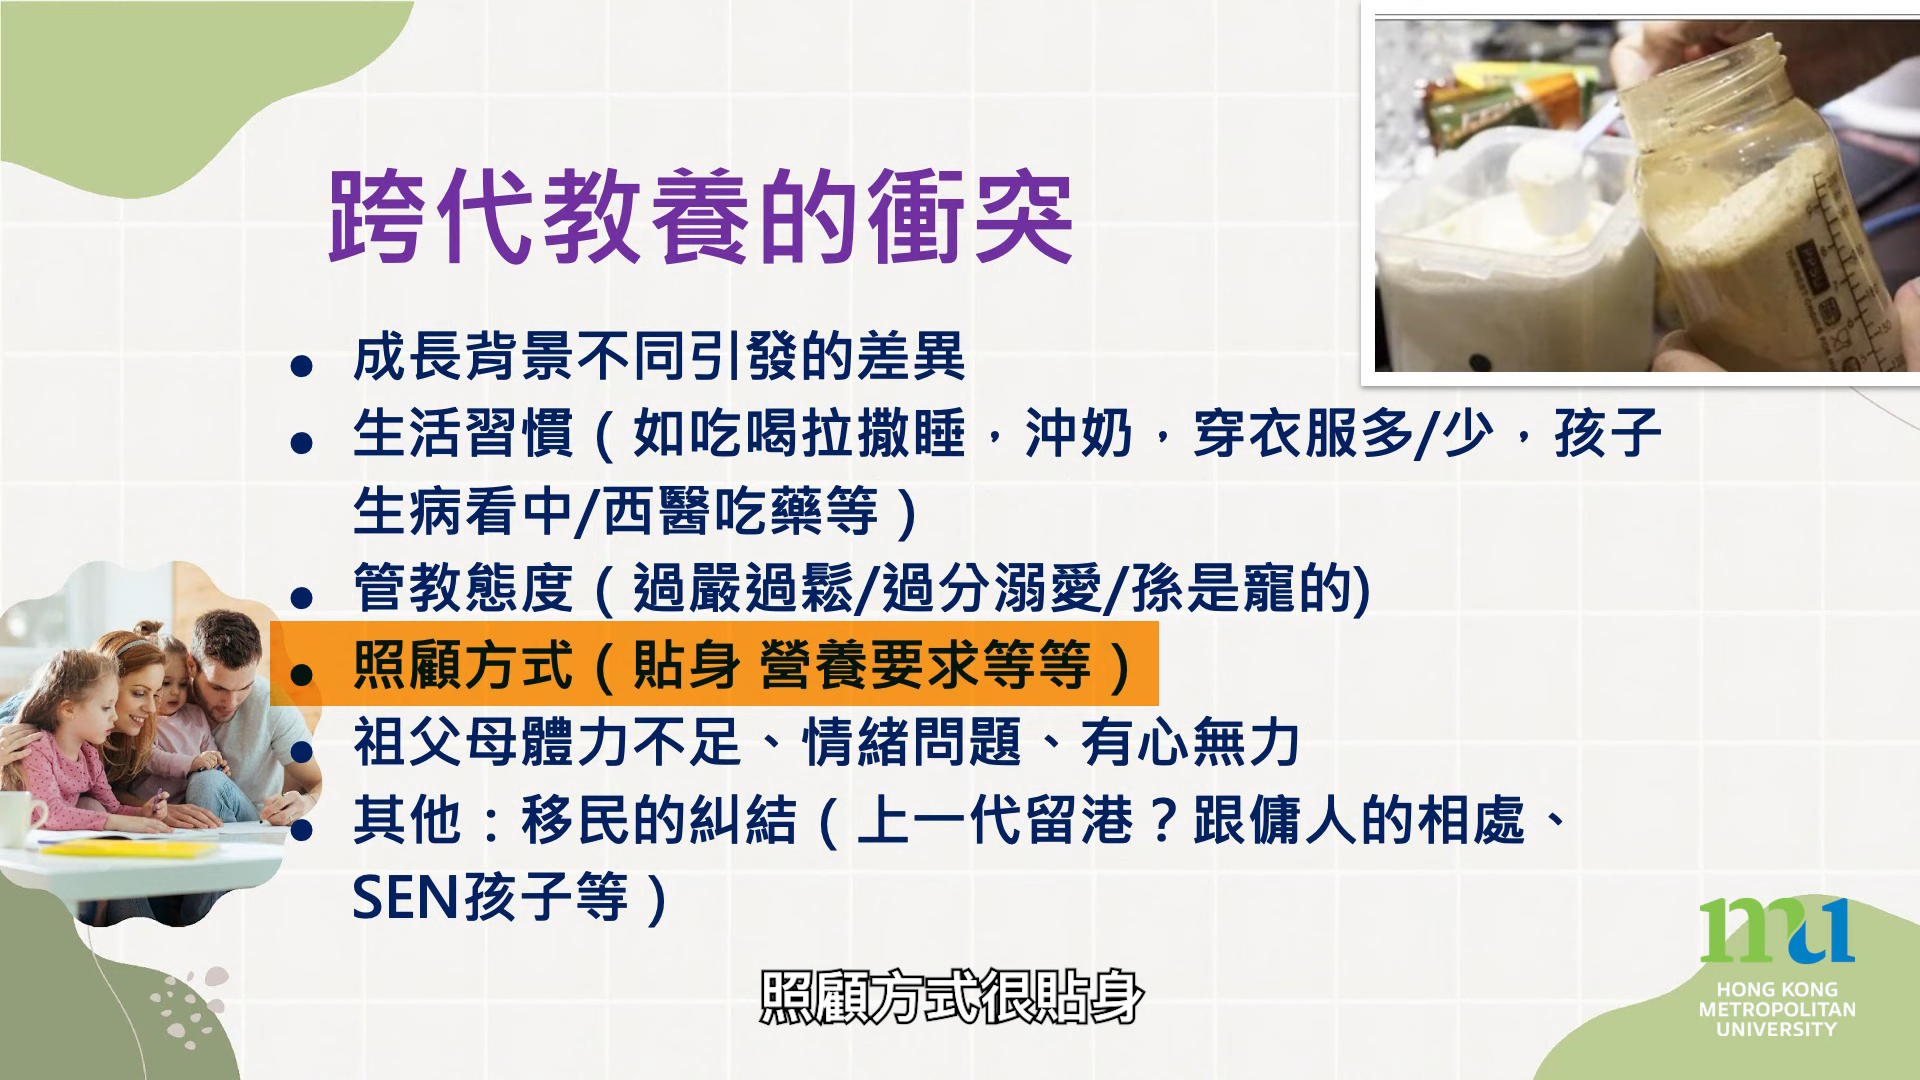 跨代教養的衝突
• 成長背景不同引發的差異
• 生活習慣（如吃喝拉撒睡，沖奶，穿衣服多/少，孩子
生病看中/西醫吃藥等）
• 管教態度（過嚴過鬆/過分溺愛/孫是寵的)
• 照顧方式（貼身 營養要求等等）
• 祖父母體力不足、情緒問題、有心無力
• 其他：移民的糾結（上一代留港？跟傭人的相處、
SEN孩子等）
照顧方式很貼身
mu
HONG KONG
METROPOLITAN
UNIVERSITY
PPSU